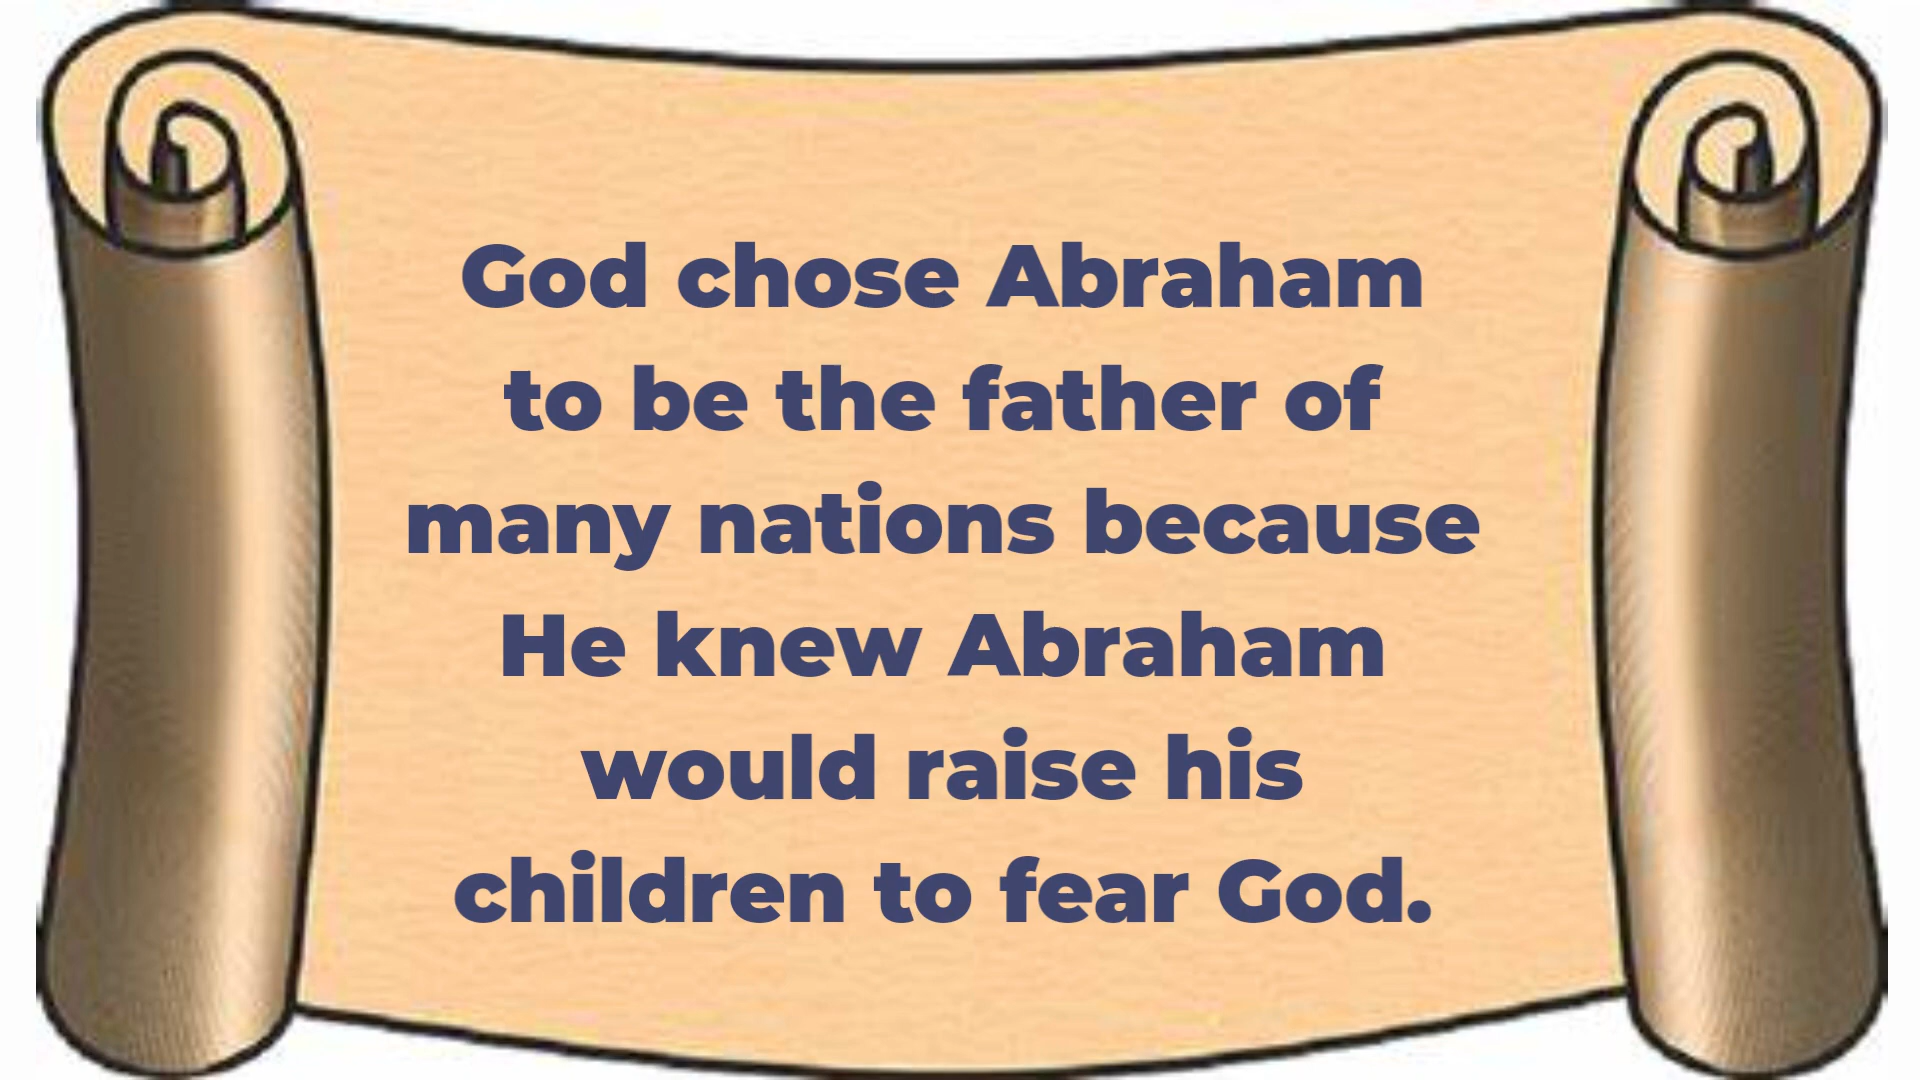 God chose Abraham
to be the father of
many nations because
He knew Abraham
would raise his
children to fear God.